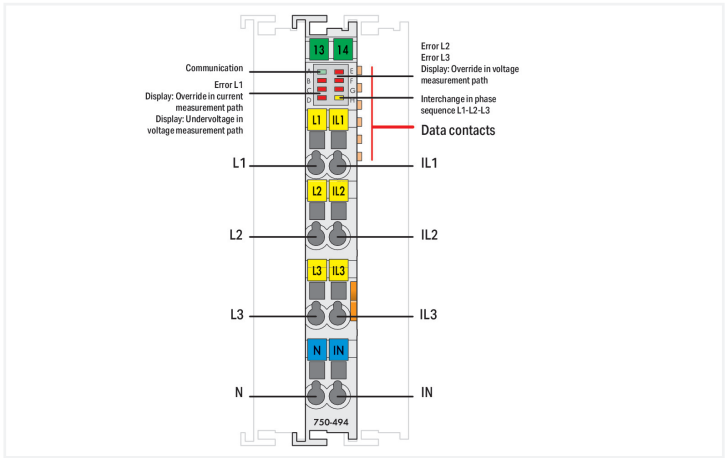 13 14
Communication
Error L1
Display: Override in current
measurement path
Display: Undervoltage in
voltage measurement path
Error L2
Error L3
Display: Override in voltage
measurement path
Interchange in phase
sequence L1-L2-L3
Data contacts
A E
B F
C G
D H
L1 IL1
L1 IL1
L2 IL2
L2 IL2
L3 IL3
L3 IL3
N IN
N IN
750-494